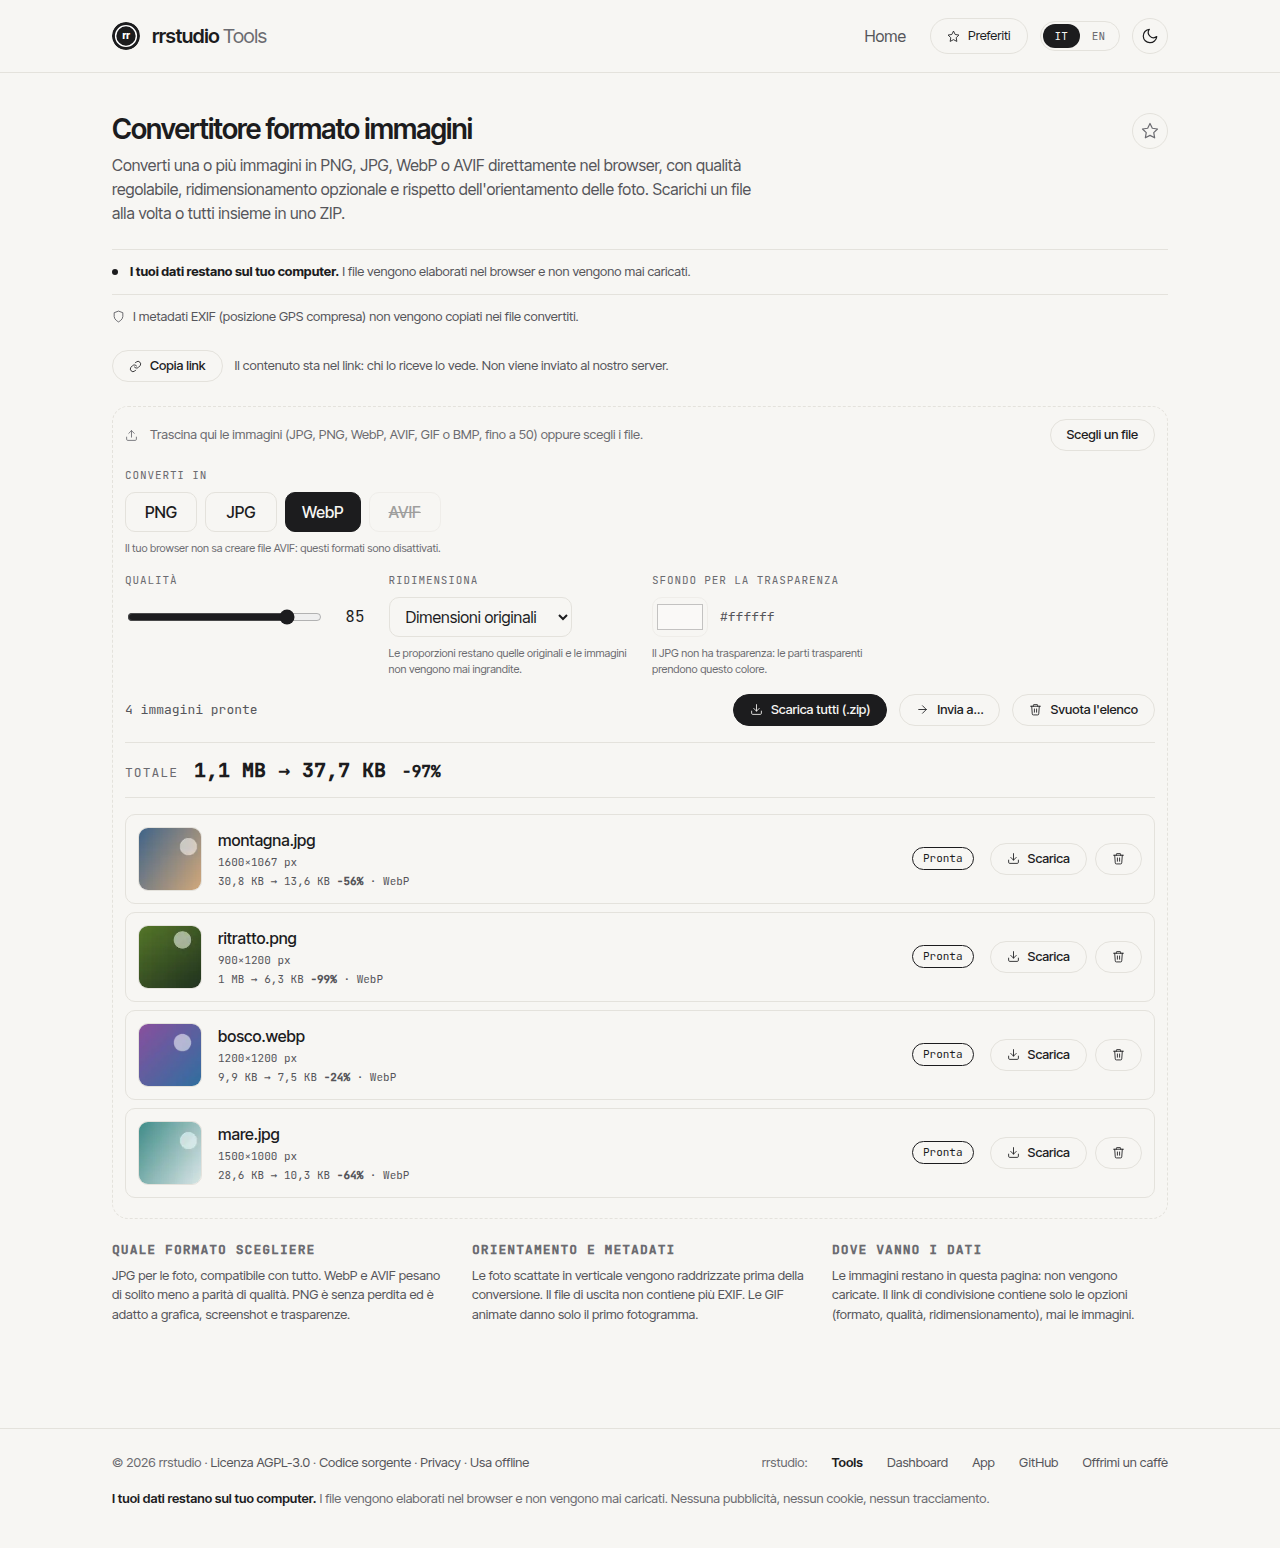 rr rrstudio Tools
Home Preferiti IT EN
Convertitore formato immagini
Converti una o più immagini in PNG, JPG, WebP o AVIF direttamente nel browser, con qualità
regolabile, ridimensionamento opzionale e rispetto dell'orientamento delle foto. Scarichi un file
alla volta o tutti insieme in uno ZIP.
I tuoi dati restano sul tuo computer. I file vengono elaborati nel browser e non vengono mai caricati.
I metadati EXIF (posizione GPS compresa) non vengono copiati nei file convertiti.
Copia link Il contenuto sta nel link: chi lo riceve lo vede. Non viene inviato al nostro server.
Trascina qui le immagini (JPG, PNG, WebP, AVIF, GIF o BMP, fino a 50) oppure scegli i file. Scegli un file
CONVERTI IN
PNG JPG WebP AVIF
Il tuo browser non sa creare file AVIF: questi formati sono disattivati.
QUALITÀ RIDIMENSIONA SFONDO PER LA TRASPARENZA
85 Dimensioni originali #ffffff
Le proporzioni restano quelle originali e le immagini Il JPG non ha trasparenza: le parti trasparenti
non vengono mai ingrandite. prendono questo colore.
4 immagini pronte Scarica tutti (.zip) Invia a... Svuota l'elenco
TOTALE 1,1 MB → 37,7 KB -97%
montagna.jpg
1600×1067 px
30,8 KB → 13,6 KB -56% · WebP
Pronta Scarica
ritratto.png
900×1200 px
1 MB → 6,3 KB -99% · WebP
Pronta Scarica
bosco.webp
1200×1200 px
9,9 KB → 7,5 KB -24% · WebP
Pronta Scarica
mare.jpg
1500×1000 px
28,6 KB → 10,3 KB -64% · WebP
Pronta Scarica
QUALE FORMATO SCEGLIERE
JPG per le foto, compatibile con tutto. WebP e AVIF pesano
di solito meno a parità di qualità. PNG è senza perdita ed è
adatto a grafica, screenshot e trasparenze.
ORIENTAMENTO E METADATI
Le foto scattate in verticale vengono raddrizzate prima della
conversione. Il file di uscita non contiene più EXIF. Le GIF
animate danno solo il primo fotogramma.
DOVE VANNO I DATI
Le immagini restano in questa pagina: non vengono
caricate. Il link di condivisione contiene solo le opzioni
(formato, qualità, ridimensionamento), mai le immagini.
© 2026 rrstudio · Licenza AGPL-3.0 · Codice sorgente · Privacy · Usa offline
rrstudio: Tools Dashboard App GitHub Offrimi un caffè
I tuoi dati restano sul tuo computer. I file vengono elaborati nel browser e non vengono mai caricati. Nessuna pubblicità, nessun cookie, nessun tracciamento.